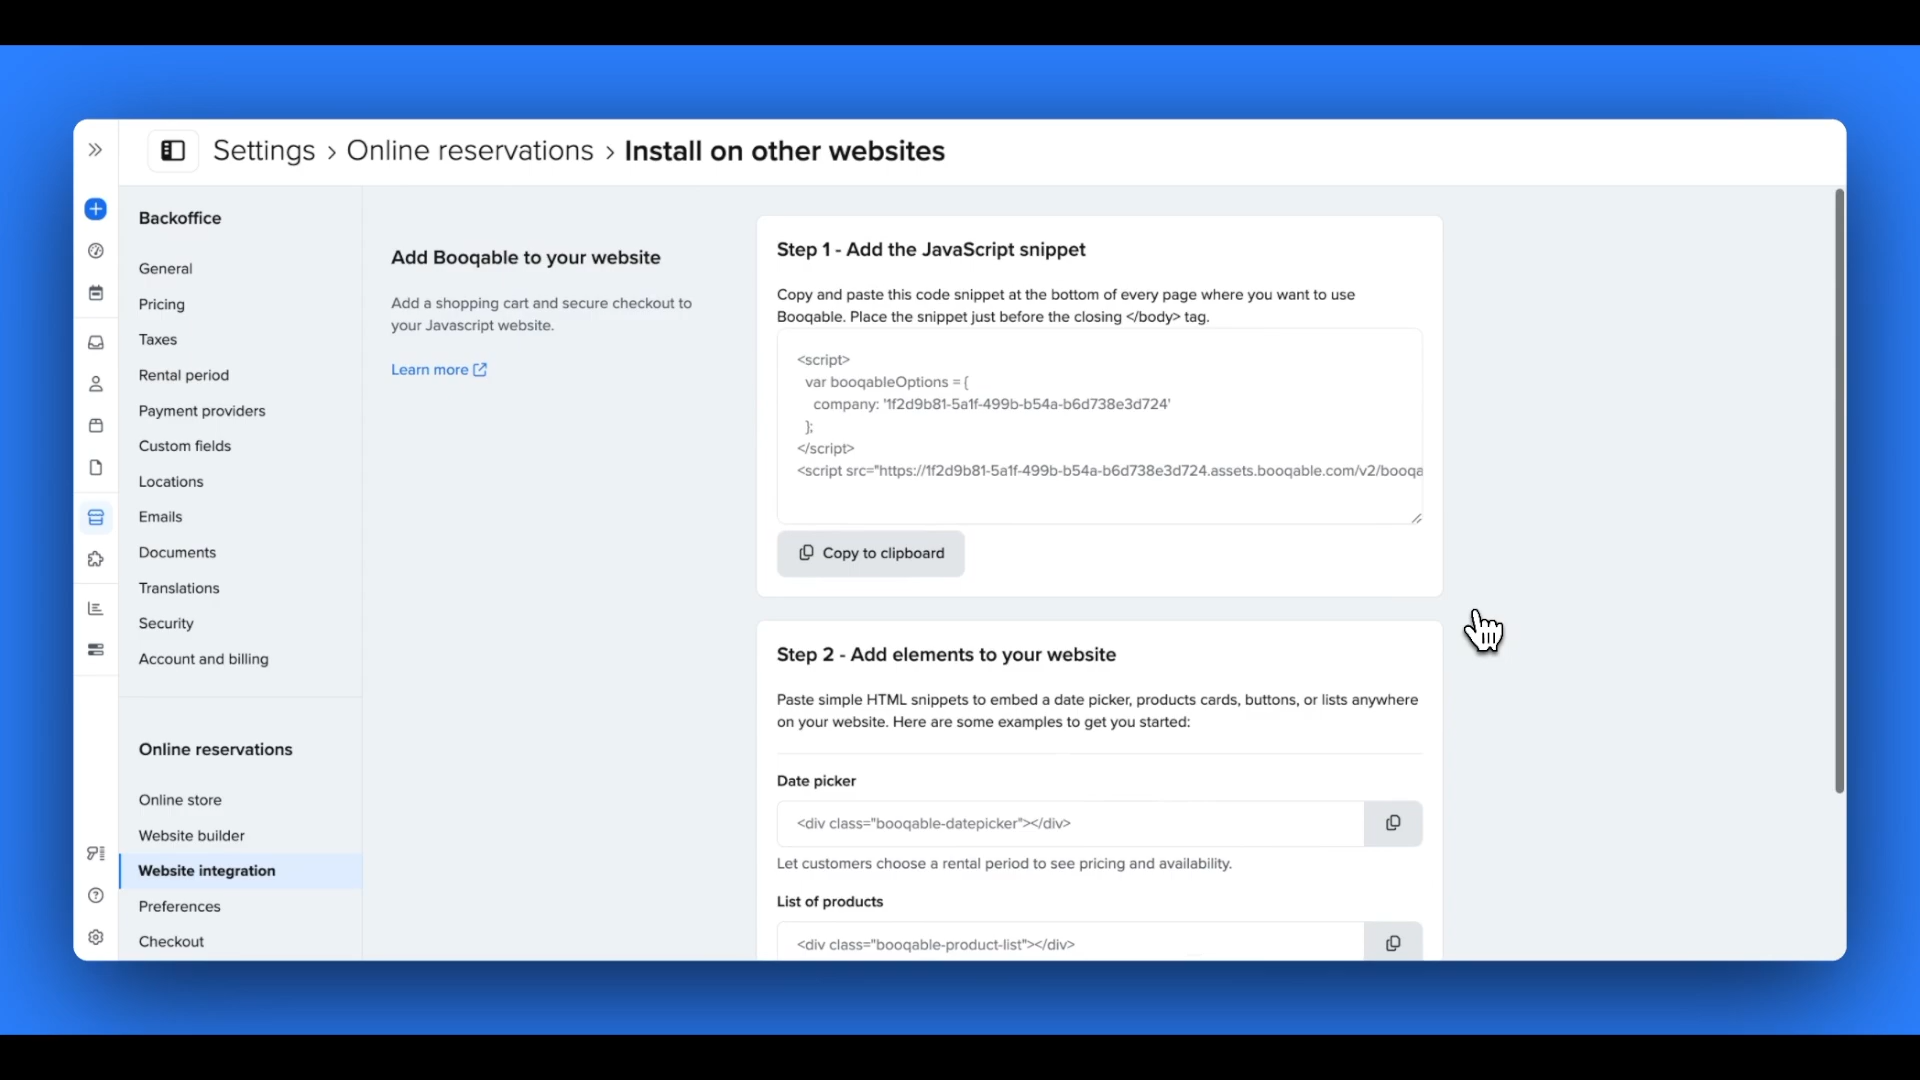 Settings › Online reservations › Install on other websites
Backoffice
General
Pricing
Taxes
Rental period
Payment providers
Custom fields
Locations
Emails
Documents
Translations
Security
Account and billing
Online reservations
Online store
Website builder
Website integration
Preferences
Checkout
Add Booqable to your website
Add a shopping cart and secure checkout to
your Javascript website.
Learn more
Step 1 - Add the JavaScript snippet
Copy and paste this code snippet at the bottom of every page where you want to use
Booqable. Place the snippet just before the closing </body> tag.
<script>
var booqableOptions = {
company: '1f2d9b81-5a1f-499b-b54a-b6d738e3d724'
};
</script>
<script src="https://1f2d9b81-5a1f-499b-b54a-b6d738e3d724.assets.booqable.com/v2/booqa
Copy to clipboard
Step 2 - Add elements to your website
Paste simple HTML snippets to embed a date picker, products cards, buttons, or lists anywhere
on your website. Here are some examples to get you started:
Date picker
<div class="booqable-datepicker"></div>
Let customers choose a rental period to see pricing and availability.
List of products
<div class="booqable-product-list"></div>